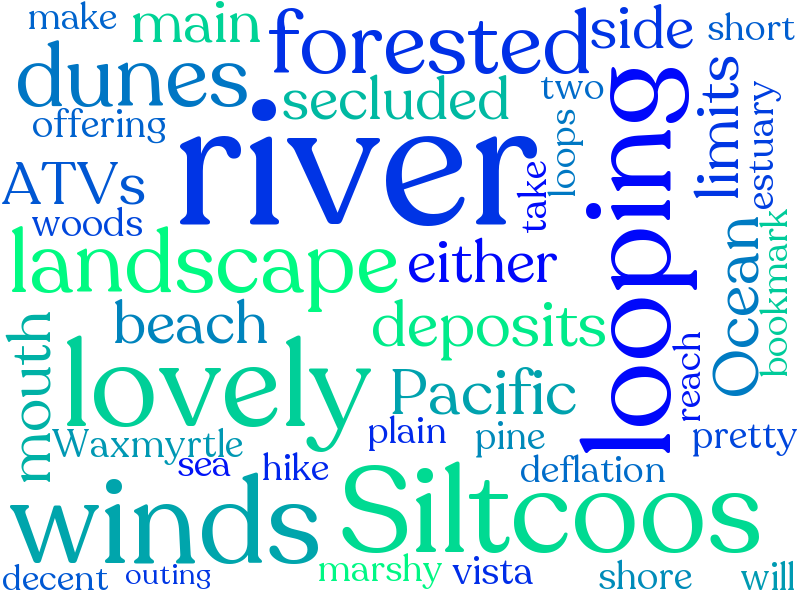 make
main
forested
side
short
dunes
secluded
two
limits
offering
river
loops
looping
estuary
ATVs
take
woods
landscape
either
Ocean
bookmark
beach
deposits
mouth
lovely
Pacific
reach
Waxmyrtle
plain
pine
pretty
sea
hike
deflation
winds
Siltcoos
decent
outing
marshy
vista
shore
will